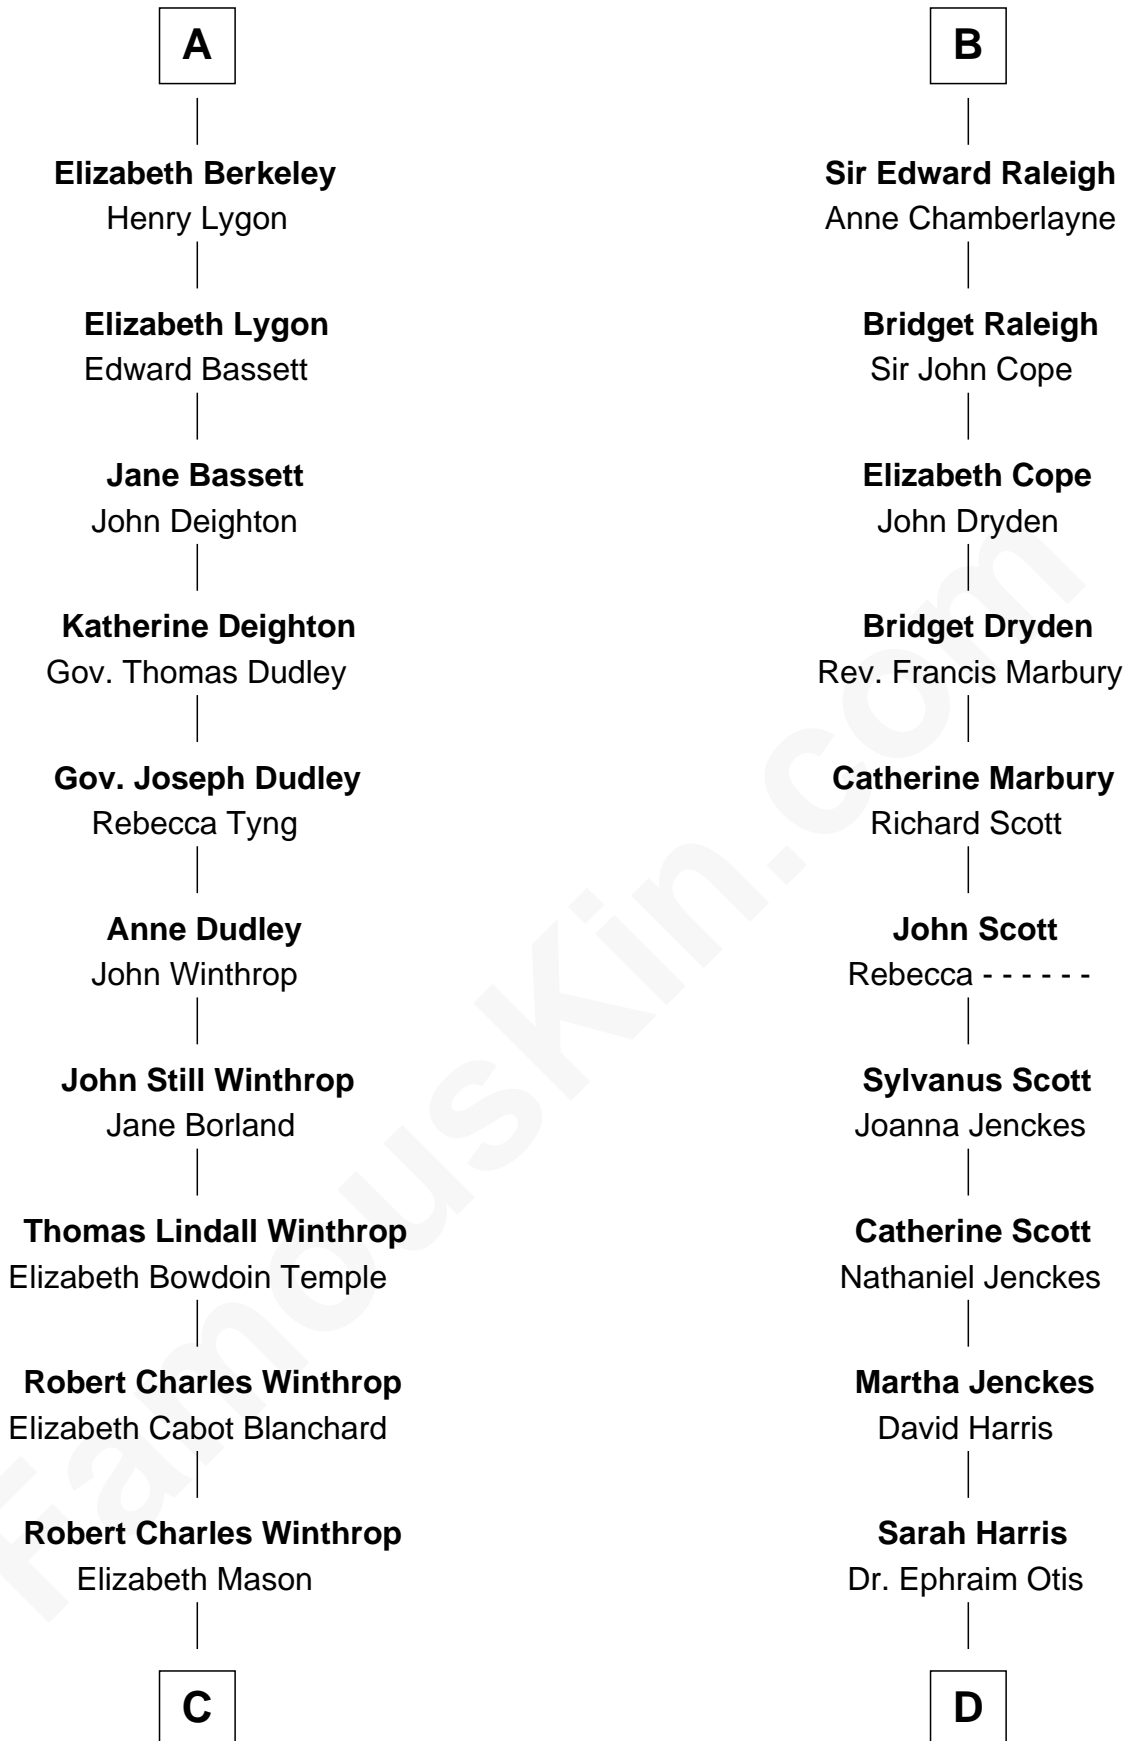 A
Elizabeth Berkeley
Henry Lygon
Elizabeth Lygon
Edward Bassett
Jane Bassett
John Deighton
Katherine Deighton
Gov. Thomas Dudley
Gov. Joseph Dudley
Rebecca Tyng
Anne Dudley
John Winthrop
John Still Winthrop
Jane Borland
Thomas Lindall Winthrop
Elizabeth Bowdoin Temple
Robert Charles Winthrop
Elizabeth Cabot Blanchard
Robert Charles Winthrop
Elizabeth Mason
C
B
Sir Edward Raleigh
Anne Chamberlayne
Bridget Raleigh
Sir John Cope
Elizabeth Cope
John Dryden
Bridget Dryden
Rev. Francis Marbury
Catherine Marbury
Richard Scott
John Scott
Rebecca - - - - - -
Sylvanus Scott
Joanna Jenckes
Catherine Scott
Nathaniel Jenckes
Martha Jenckes
David Harris
Sarah Harris
Dr. Ephraim Otis
D
FamousKin.com